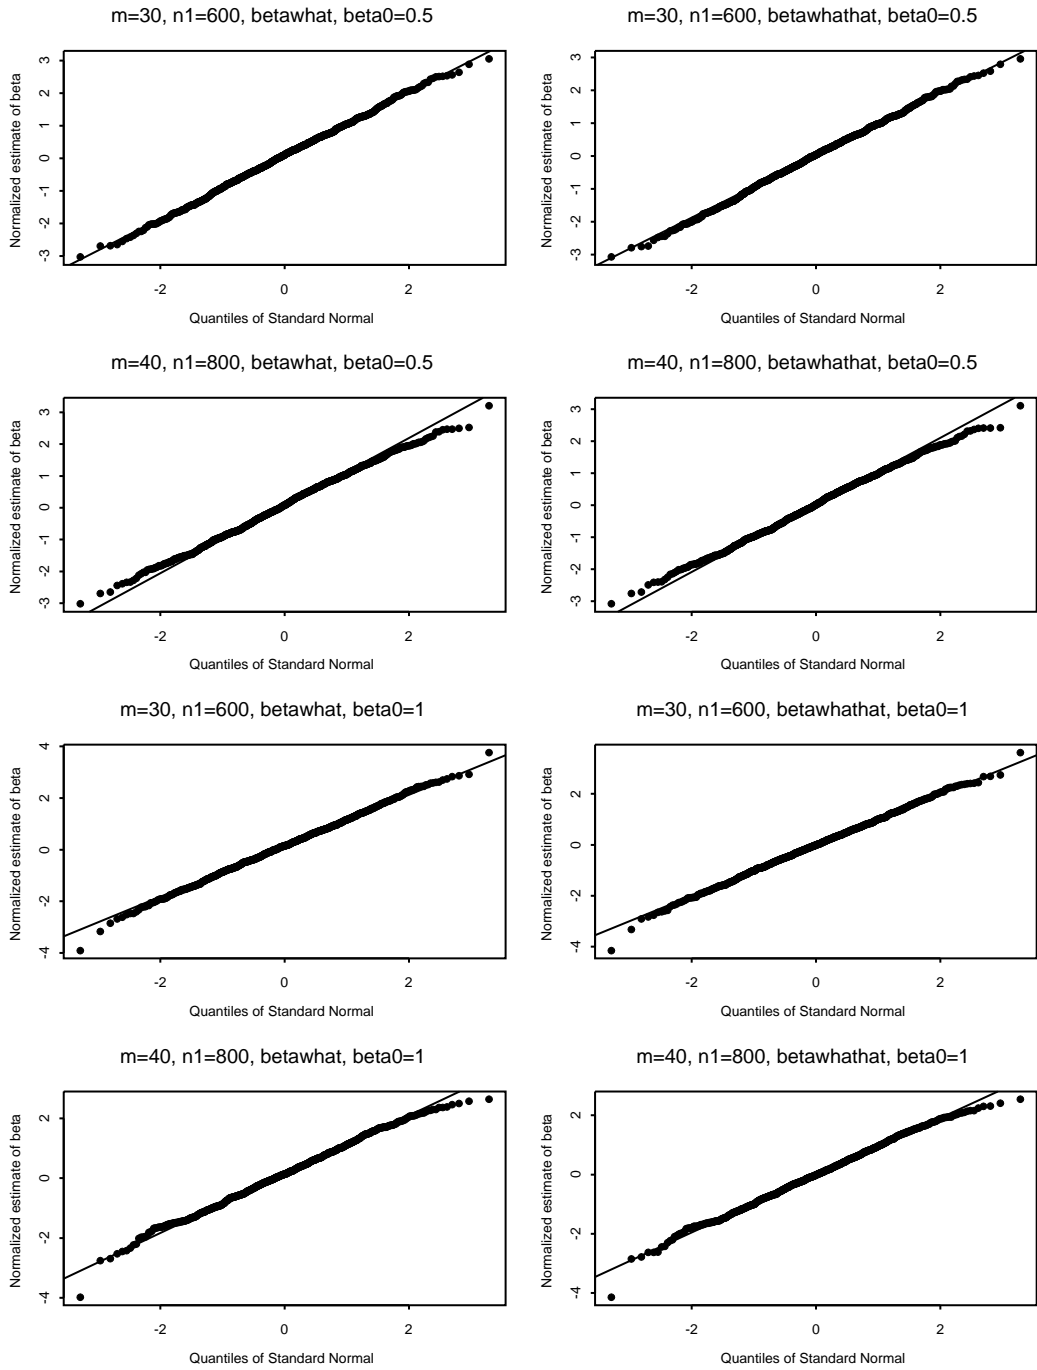 m=30, n1=600, betawhat, beta0=0.5
Normalized estimate of beta
3
2
1
0
-1
-2
-3
-2 0 2
Quantiles of Standard Normal
m=30, n1=600, betawhathat, beta0=0.5
Normalized estimate of beta
3
2
1
0
-1
-2
-3
-2 0 2
Quantiles of Standard Normal
m=40, n1=800, betawhat, beta0=0.5
Normalized estimate of beta
3
2
1
0
-1
-2
-3
-2 0 2
Quantiles of Standard Normal
m=40, n1=800, betawhathat, beta0=0.5
Normalized estimate of beta
3
2
1
0
-1
-2
-3
-2 0 2
Quantiles of Standard Normal
m=30, n1=600, betawhat, beta0=1
Normalized estimate of beta
4
2
0
-2
-4
-2 0 2
Quantiles of Standard Normal
m=30, n1=600, betawhathat, beta0=1
Normalized estimate of beta
2
0
-2
-4
-2 0 2
Quantiles of Standard Normal
m=40, n1=800, betawhat, beta0=1
Normalized estimate of beta
2
0
-2
-4
-2 0 2
Quantiles of Standard Normal
m=40, n1=800, betawhathat, beta0=1
Normalized estimate of beta
2
0
-2
-4
-2 0 2
Quantiles of Standard Normal